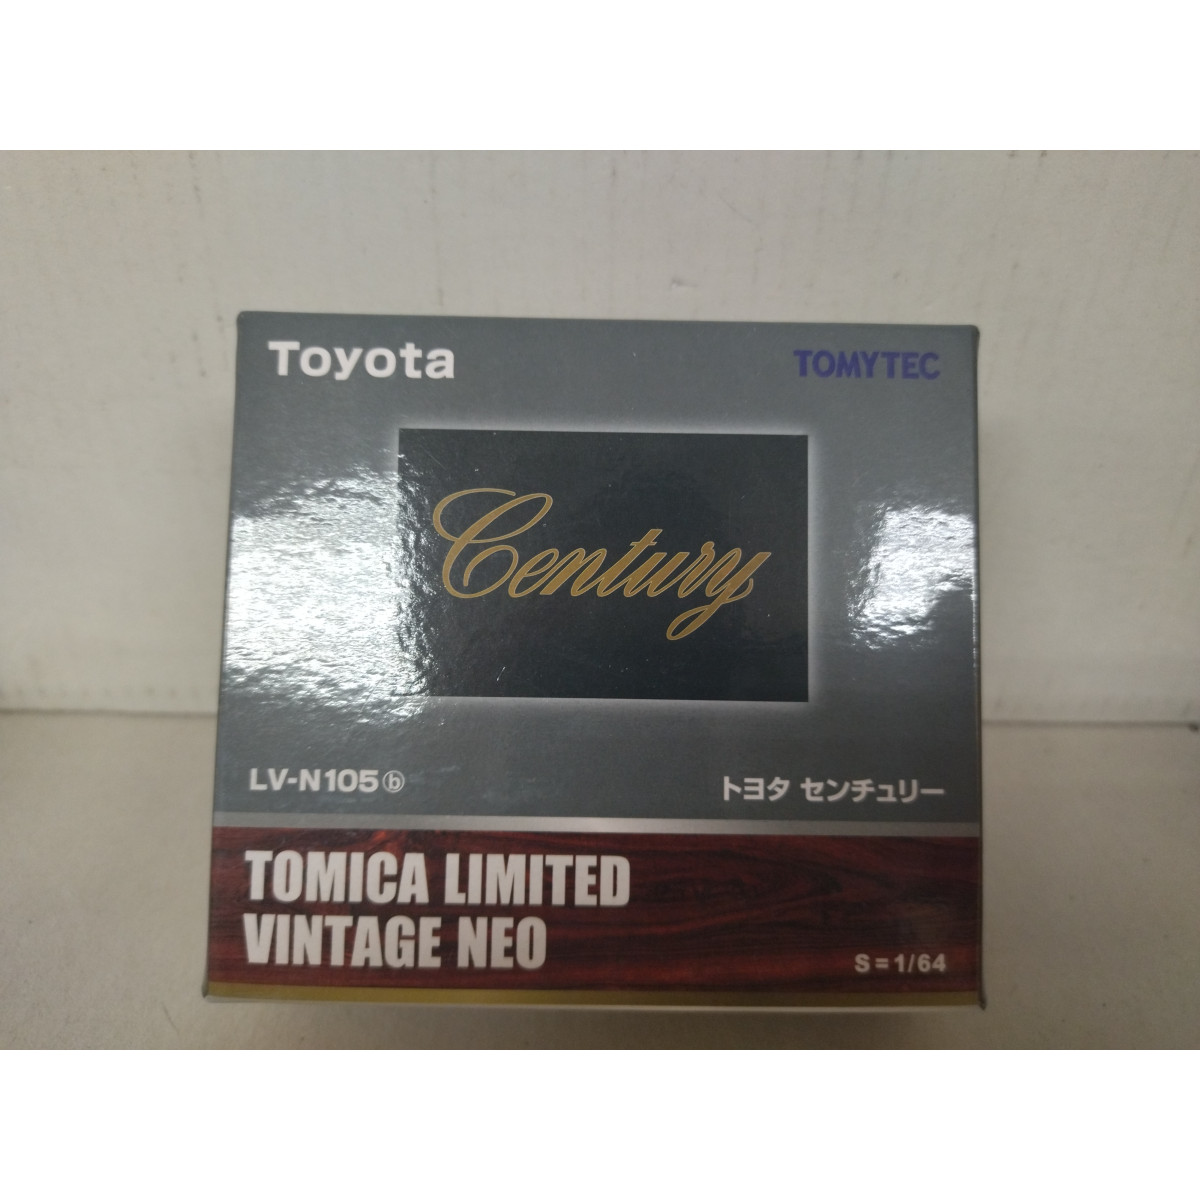 Toyota
TOMYTEC
Century
LV-N105ⓑ
トヨタ センチュリー
TOMICA LIMITED
VINTAGE NEO
S=1/64